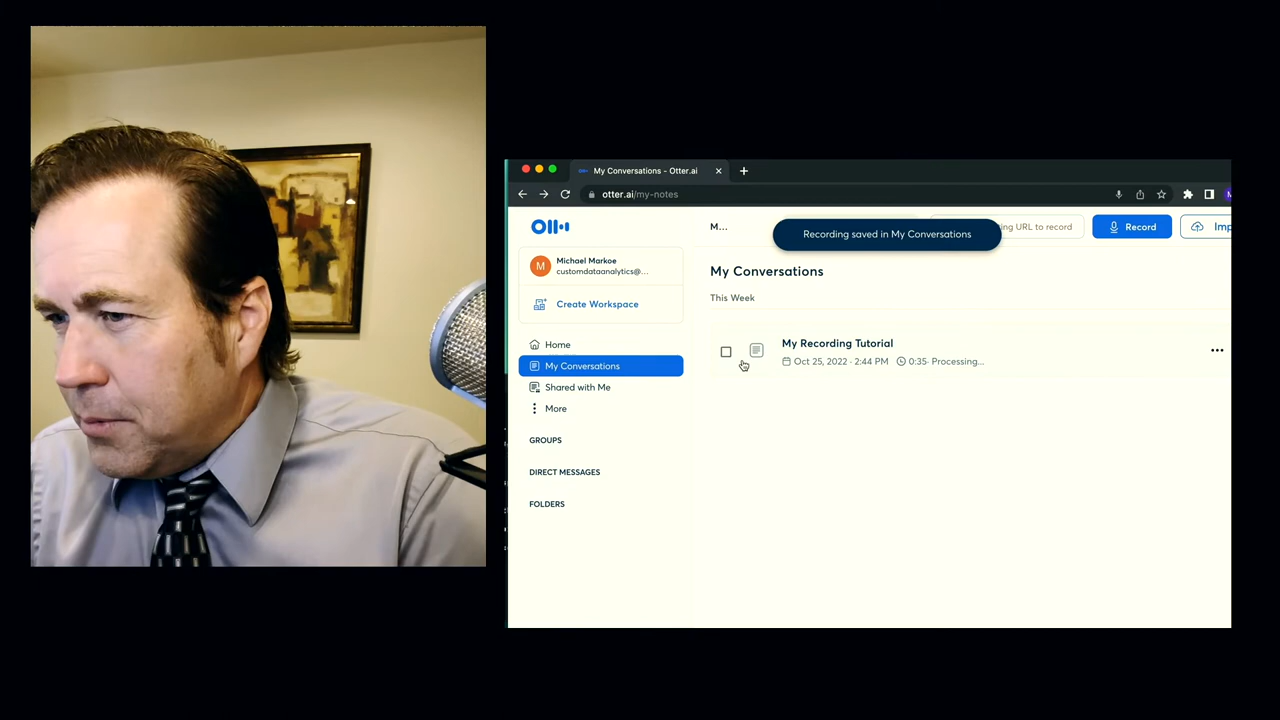 My Conversations - Otter.ai
otter.ai/my-notes
M...
Recording saved in My Conversations
ng URL to record
Record
Imp
Michael Markoe
customdataanalytics@...
Create Workspace
My Conversations
This Week
Home
My Conversations
Shared with Me
More
My Recording Tutorial
Oct 25, 2022 · 2:44 PM
0:35 · Processing...
GROUPS
DIRECT MESSAGES
FOLDERS